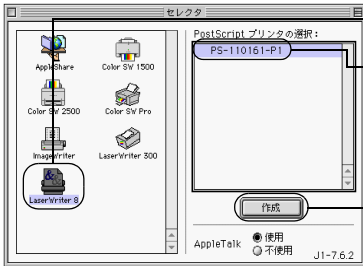 セレクタ
PostScript プリンタの選択：
PS-110161-P1
AppleShare
Color SW 1500
Color SW 2500
Color SW Pro
ImageWriter
LaserWriter 300
LaserWriter 8
作成
AppleTalk
使用
不使用
J1-7.6.2